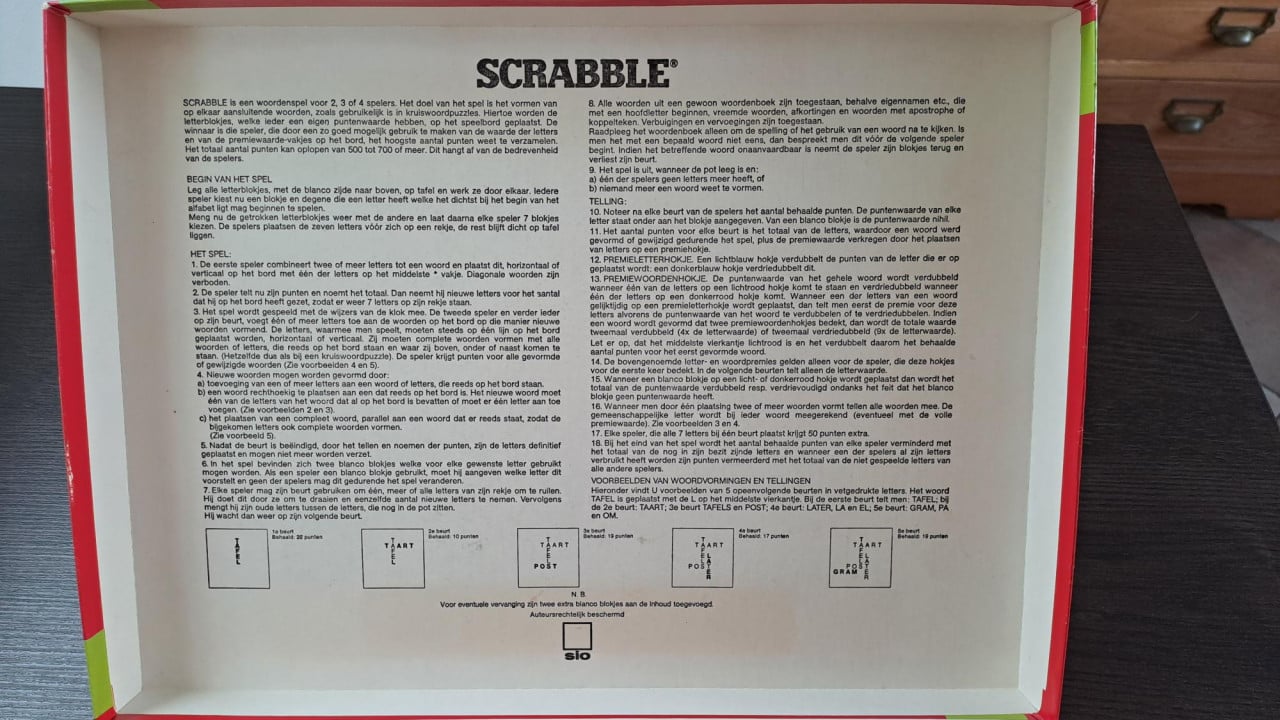 SCRABBLE®
SCRABBLE is een woordenspel voor 2, 3 of 4 spelers. Het doel van het spel is het vormen van
op elkaar aansluitende woorden, zoals gebruikelijk is in kruiswoordpuzzles. Hiertoe worden de
letterblokjes, welke ieder een eigen puntenwaarde hebben, op het speelbord geplaatst. De
winnaar is die speler, die door een zo goed mogelijk gebruik te maken van de waarde der letters
en van de premiewaarde-vakjes op het bord, het hoogste aantal punten weet te verzamelen.
Het totaal aantal punten kan oplopen van 500 tot 700 of meer. Dit hangt af van de bedrevenheid
van de spelers.
BEGIN VAN HET SPEL
Leg alle letterblokjes, met de blanco zijde naar boven, op tafel en werk ze door elkaar. Iedere
speler kiest nu een blokje en degene die een letter heeft welke het dichtst bij het begin van het
alfabet ligt mag beginnen te spelen.
Meng nu de getrokken letterblokjes weer met de andere en laat daarna elke speler 7 blokjes
kiezen. De spelers plaatsen de zeven letters vóór zich op een rekje, de rest blijft dicht op tafel
liggen.
HET SPEL:
1. De eerste speler combineert twee of meer letters tot een woord en plaatst dit, horizontaal of
verticaal op het bord met één der letters op het middelste * vakje. Diagonale woorden zijn
verboden.
2. De speler telt nu zijn punten en noemt het totaal. Dan neemt hij nieuwe letters voor het aantal
dat hij op het bord heeft gezet, zodat er weer 7 letters op zijn rekje staan.
3. Het spel wordt gespeeld met de wijzers van de klok mee. De tweede speler en verder ieder
op zijn beurt, voegt één of meer letters toe aan de woorden op het bord op die manier nieuwe
woorden vormend. De letters, waarmee men speelt, moeten steeds op één lijn op het bord
geplaatst worden, horizontaal of verticaal. Zij moeten complete woorden vormen met alle
woorden of letters, die reeds op het bord staan en waar zij boven, onder of naast komen te
staan. (Hetzelfde dus als bij een kruiswoordpuzzle). De speler krijgt punten voor alle gevormde
of gewijzigde woorden (Zie voorbeelden 4 en 5).
4. Nieuwe woorden mogen gevormd worden door:
a) toevoeging van een of meer letters aan een woord of letters, die reeds op het bord staan.
b) een woord rechthoekig te plaatsen aan een dat reeds op het bord is. Het nieuwe woord moet
één van de letters van het woord dat al op het bord is bevatten of moet er één letter aan toe
voegen. (Zie voorbeelden 2 en 3).
c) het plaatsen van een compleet woord, parallel aan een woord dat er reeds staat, zodat de
bijgekomen letters ook complete woorden vormen.
(Zie voorbeeld 5).
5. Nadat de beurt is beëindigd, door het tellen en noemen der punten, zijn de letters definitief
geplaatst en mogen niet meer worden verzet.
6. In het spel bevinden zich twee blanco blokjes welke voor elke gewenste letter gebruikt
mogen worden. Als een speler een blanco blokje gebruikt, moet hij aangeven welke letter dit
voorstelt en geen der spelers mag dit gedurende het spel veranderen.
7. Elke speler mag zijn beurt gebruiken om één, meer of alle letters van zijn rekje om te ruilen.
Hij doet dit door ze om te draaien en eenzelfde aantal nieuwe letters te nemen. Vervolgens
mengt hij zijn oude letters tussen de letters, die nog in de pot zitten.
Hij wacht dan weer op zijn volgende beurt.
8. Alle woorden uit een gewoon woordenboek zijn toegestaan, behalve eigennamen etc., die
met een hoofdletter beginnen, vreemde woorden, afkortingen en woorden met apostrophe of
koppelteken. Verbuigingen en vervoegingen zijn toegestaan.
Raadpleeg het woordenboek alleen om de spelling of het gebruik van een woord na te kijken. Is
men het met een bepaald woord niet eens, dan bespreekt men dit vóór de volgende speler
begint. Indien het betreffende woord onaanvaardbaar is neemt de speler zijn blokjes terug en
verliest zijn beurt.
9. Het spel is uit, wanneer de pot leeg is en:
a) één der spelers geen letters meer heeft, of
b) niemand meer een woord weet te vormen.
TELLING:
10. Noteer na elke beurt van de spelers het aantal behaalde punten. De puntenwaarde van elke
letter staat onder aan het blokje aangegeven. Van een blanco blokje is de puntenwaarde nihil.
11. Het aantal punten voor elke beurt is het totaal van de letters, waardoor een woord werd
gevormd of gewijzigd gedurende het spel, plus de premiewaarde verkregen door het plaatsen
van letters op een premiehokje.
12. PREMIELETTERHOKJE. Een lichtblauw hokje verdubbelt de punten van de letter die er op
geplaatst wordt: een donkerblauw hokje verdriedubbelt dit.
13. PREMIEWOORDENHOKJE. De puntenwaarde van het gehele woord wordt verdubbeld
wanneer één van de letters op een lichtrood hokje komt te staan en verdriedubbeld wanneer
één der letters op een donkerrood hokje komt. Wanneer een der letters van een woord
gelijktijdig op een premieletterhokje wordt geplaatst, dan telt men eerst de premie voor deze
letters alvorens de puntenwaarde van het woord te verdubbelen of te verdriedubbelen. Indien
een woord wordt gevormd dat twee premiewoordenhokjes bedekt, dan wordt de totale waarde
tweemaal verdubbeld (4x de letterwaarde) of tweemaal verdriedubbeld (9x de letterwaarde).
Let er op, dat het middelste vierkantje lichtrood is en het verdubbelt daarom het behaalde
aantal punten voor het eerst gevormde woord.
14. De bovengenoemde letter- en woordpremies gelden alleen voor de speler, die deze hokjes
voor de eerste keer bedekt. In de volgende beurten telt alleen de letterwaarde.
15. Wanneer een blanco blokje op een licht- of donkerrood hokje wordt geplaatst dan wordt het
totaal van de puntenwaarde verdubbeld resp. verdrievoudigd ondanks het feit dat het blanco
blokje geen puntenwaarde heeft.
16. Wanneer men door één plaatsing twee of meer woorden vormt tellen alle woorden mee. De
gemeenschappelijke letter wordt bij ieder woord meegerekend (eventueel met de volle
premiewaarde). Zie voorbeelden 3 en 4.
17. Elke speler, die alle 7 letters bij één beurt plaatst krijgt 50 punten extra.
18. Bij het eind van het spel wordt het aantal behaalde punten van elke speler verminderd met
het totaal van de nog in zijn bezit zijnde letters en wanneer een der spelers al zijn letters
verbruikt heeft worden zijn punten vermeerderd met het totaal van de niet gespeelde letters van
alle andere spelers.
VOORBEELDEN VAN WOORDVORMINGEN EN TELLINGEN
Hieronder vindt U voorbeelden van 5 opeenvolgende beurten in vetgedrukte letters. Het woord
TAFEL is geplaatst met de L op het middelste vierkantje. Bij de eerste beurt telt men: TAFEL; bij
de 2e beurt: TAART; 3e beurt TAFELS en POST; 4e beurt: LATER, LA en EL; 5e beurt: GRAM, PA
en OM.
1e beurt
Behaald: 20 punten
TAFEL
2e beurt
Behaald: 10 punten
TAART
FEL
3e beurt
Behaald: 19 punten
TAART
FEL
POST
4e beurt
Behaald: 17 punten
TAART
POS
LATER
5e beurt
Behaald: 19 punten
TAART
POS
GRAM
N.B.
Voor eventuele vervanging zijn twee extra blanco blokjes aan de inhoud toegevoegd.
Auteursrechtelijk beschermd
sio